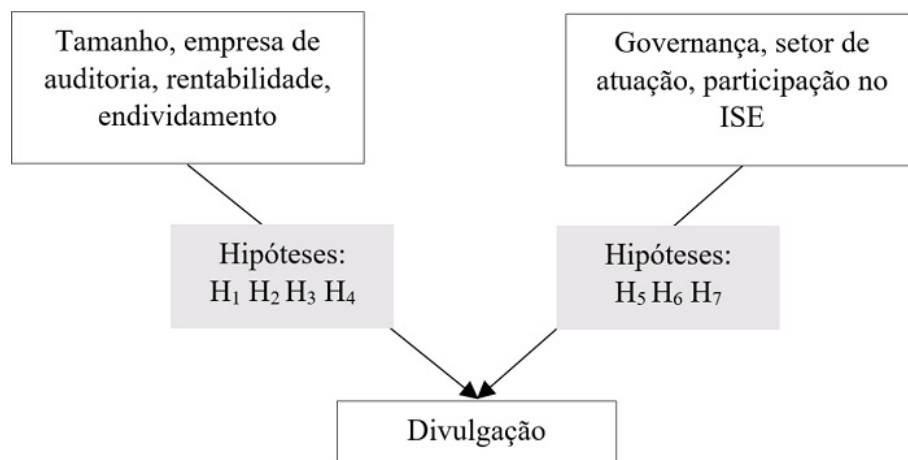 Tamanho, empresa de
auditoria, rentabilidade,
endividamento
Governança, setor de
atuação, participação no
ISE
Hipóteses:
H₁ H₂ H₃ H₄
Hipóteses:
H₅ H₆ H₇
Divulgação